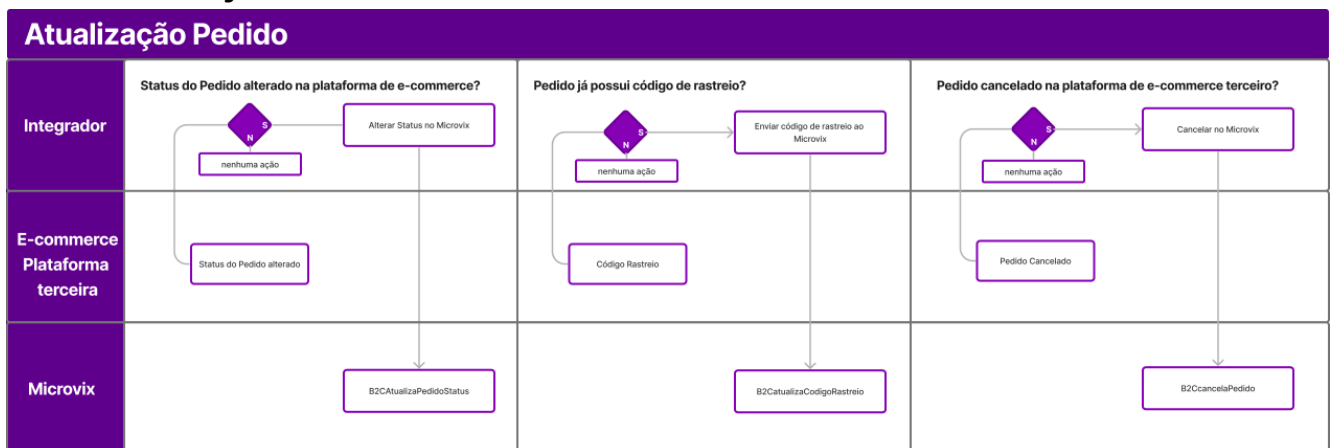 Atualização Pedido
Integrador
Status do Pedido alterado na plataforma de e-commerce?
S
N
Alterar Status no Microvix
nenhuma ação
Pedido já possui código de rastreio?
S
N
Enviar código de rastreio ao
Microvix
nenhuma ação
Pedido cancelado na plataforma de e-commerce terceiro?
S
N
Cancelar no Microvix
nenhuma ação
E-commerce
Plataforma
terceira
Status do Pedido alterado
Código Rastreio
Pedido Cancelado
Microvix
B2CAtualizaPedidoStatus
B2CatualizaCodigoRastreio
B2CcancelaPedido